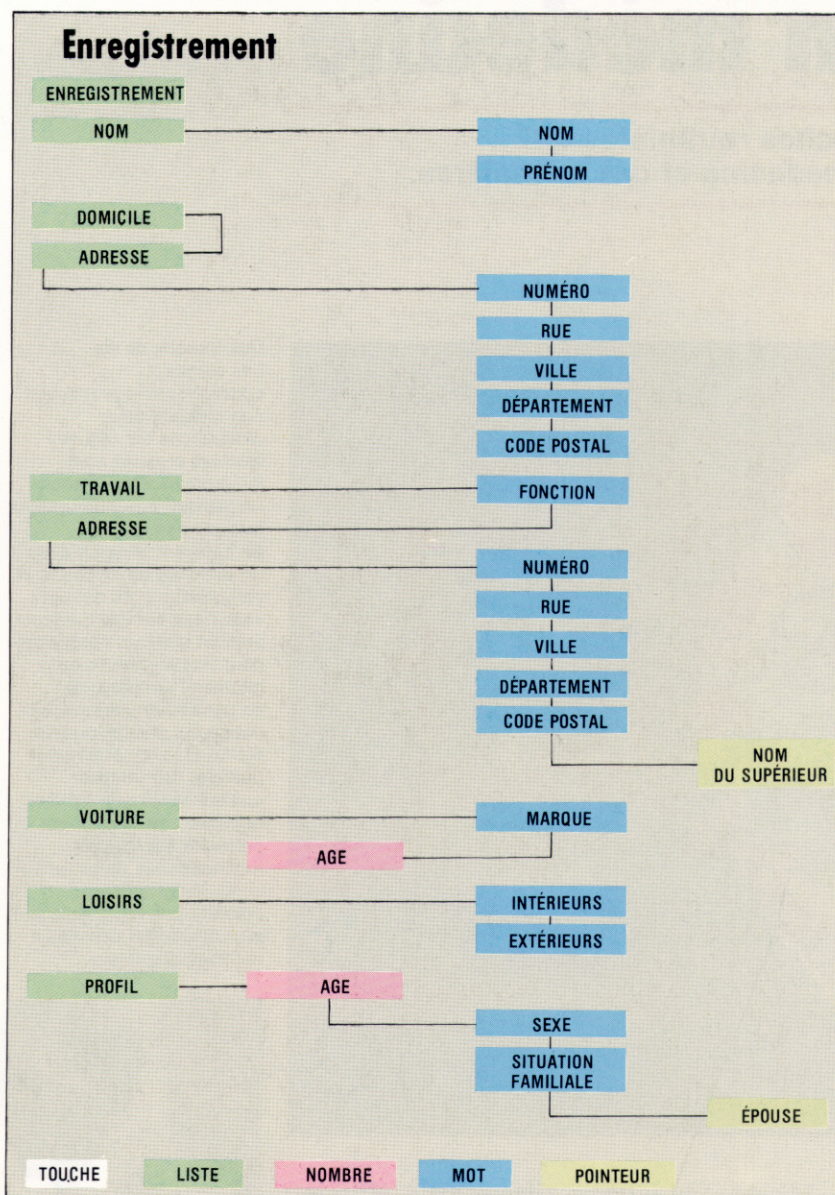 Enregistrement
ENREGISTREMENT
NOM NOM
PRÉNOM
DOMICILE
ADRESSE
NUMÉRO
RUE
VILLE
DÉPARTEMENT
CODE POSTAL
TRAVAIL FONCTION
ADRESSE
NUMÉRO
RUE
VILLE
DÉPARTEMENT
CODE POSTAL
NOM
DU SUPÉRIEUR
VOITURE MARQUE
AGE
LOISIRS INTÉRIEURS
EXTÉRIEURS
PROFIL AGE
SEXE
SITUATION
FAMILIALE
ÉPOUSE
TOUCHE LISTE NOMBRE MOT POINTEUR